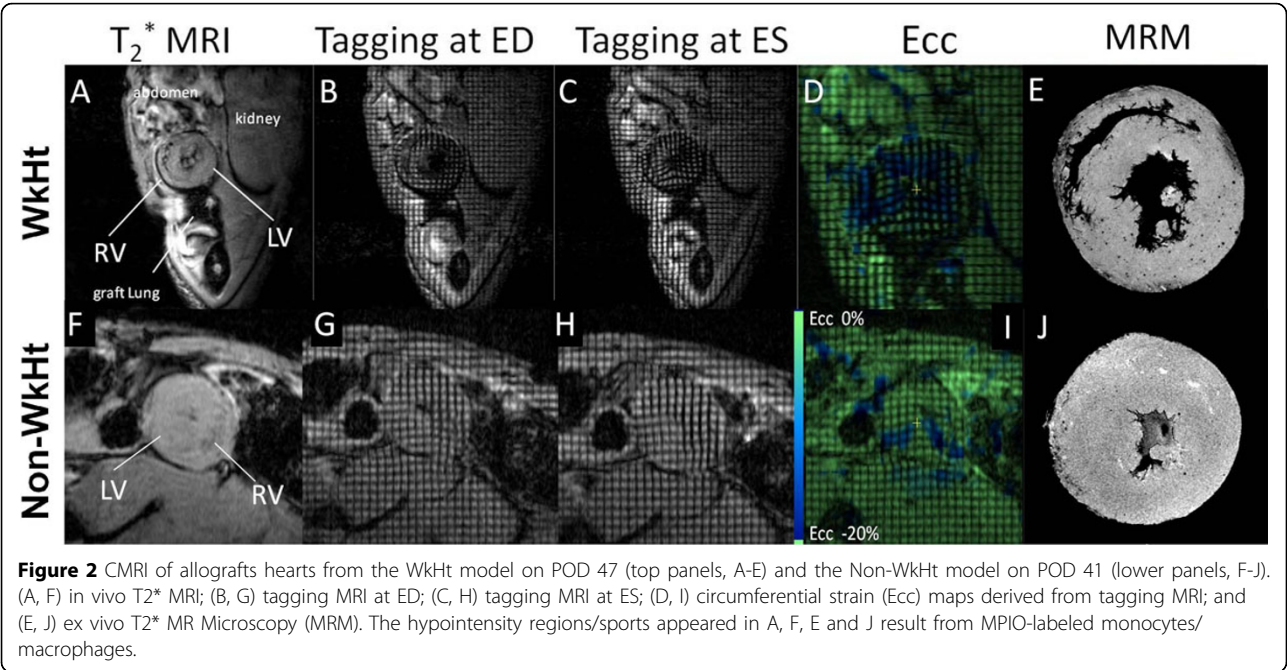 T2* MRI
Tagging at ED
Tagging at ES
Ecc
MRM
WkHt
A
abdomen
kidney
RV
LV
graft Lung
B
C
D
E
Non-WkHt
F
LV
RV
G
H
Ecc 0%
Ecc -20%
I
J
Figure 2 CMRI of allografts hearts from the WkHt model on POD 47 (top panels, A-E) and the Non-WkHt model on POD 41 (lower panels, F-J).
(A, F) in vivo T2* MRI; (B, G) tagging MRI at ED; (C, H) tagging MRI at ES; (D, I) circumferential strain (Ecc) maps derived from tagging MRI; and
(E, J) ex vivo T2* MR Microscopy (MRM). The hypointensity regions/sports appeared in A, F, E and J result from MPIO-labeled monocytes/
macrophages.